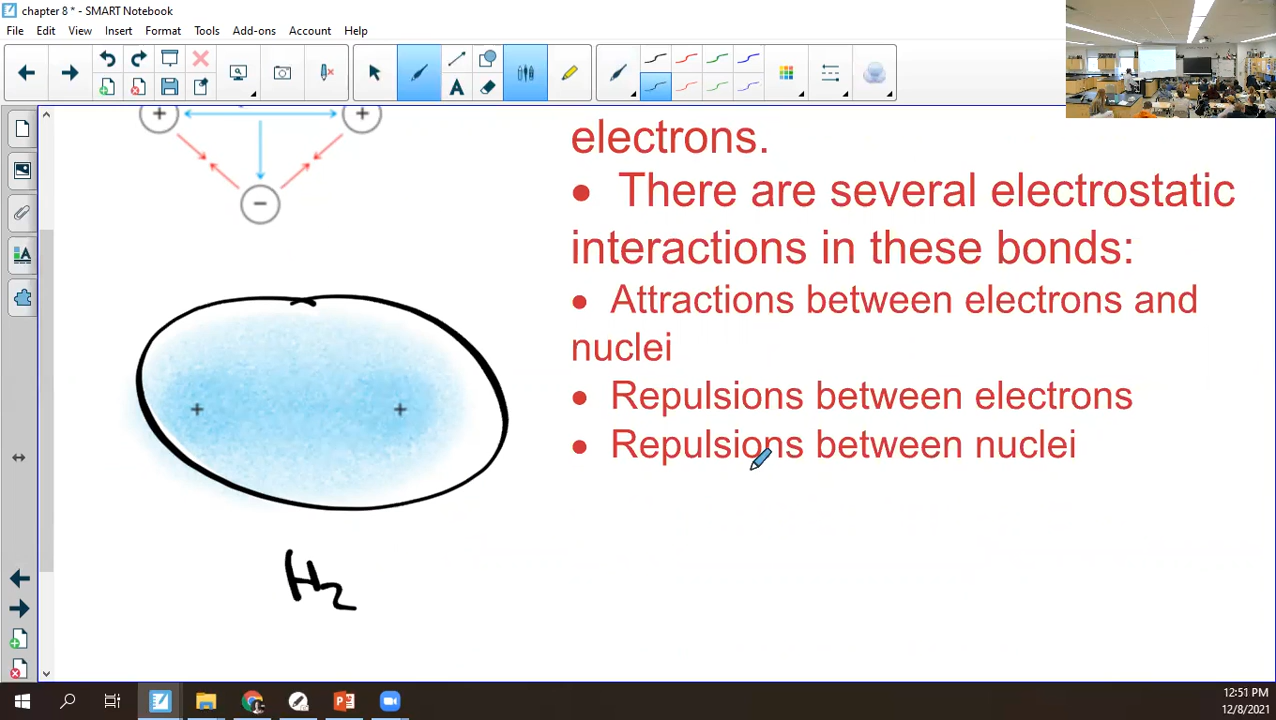 chapter 8 * - SMART Notebook
File Edit View Insert Format Tools Add-ons Account Help
A
+ +
−
electrons.
• There are several electrostatic
interactions in these bonds:
• Attractions between electrons and
nuclei
• Repulsions between electrons
• Repulsions between nuclei
+ +
H2
12:51 PM
12/8/2021